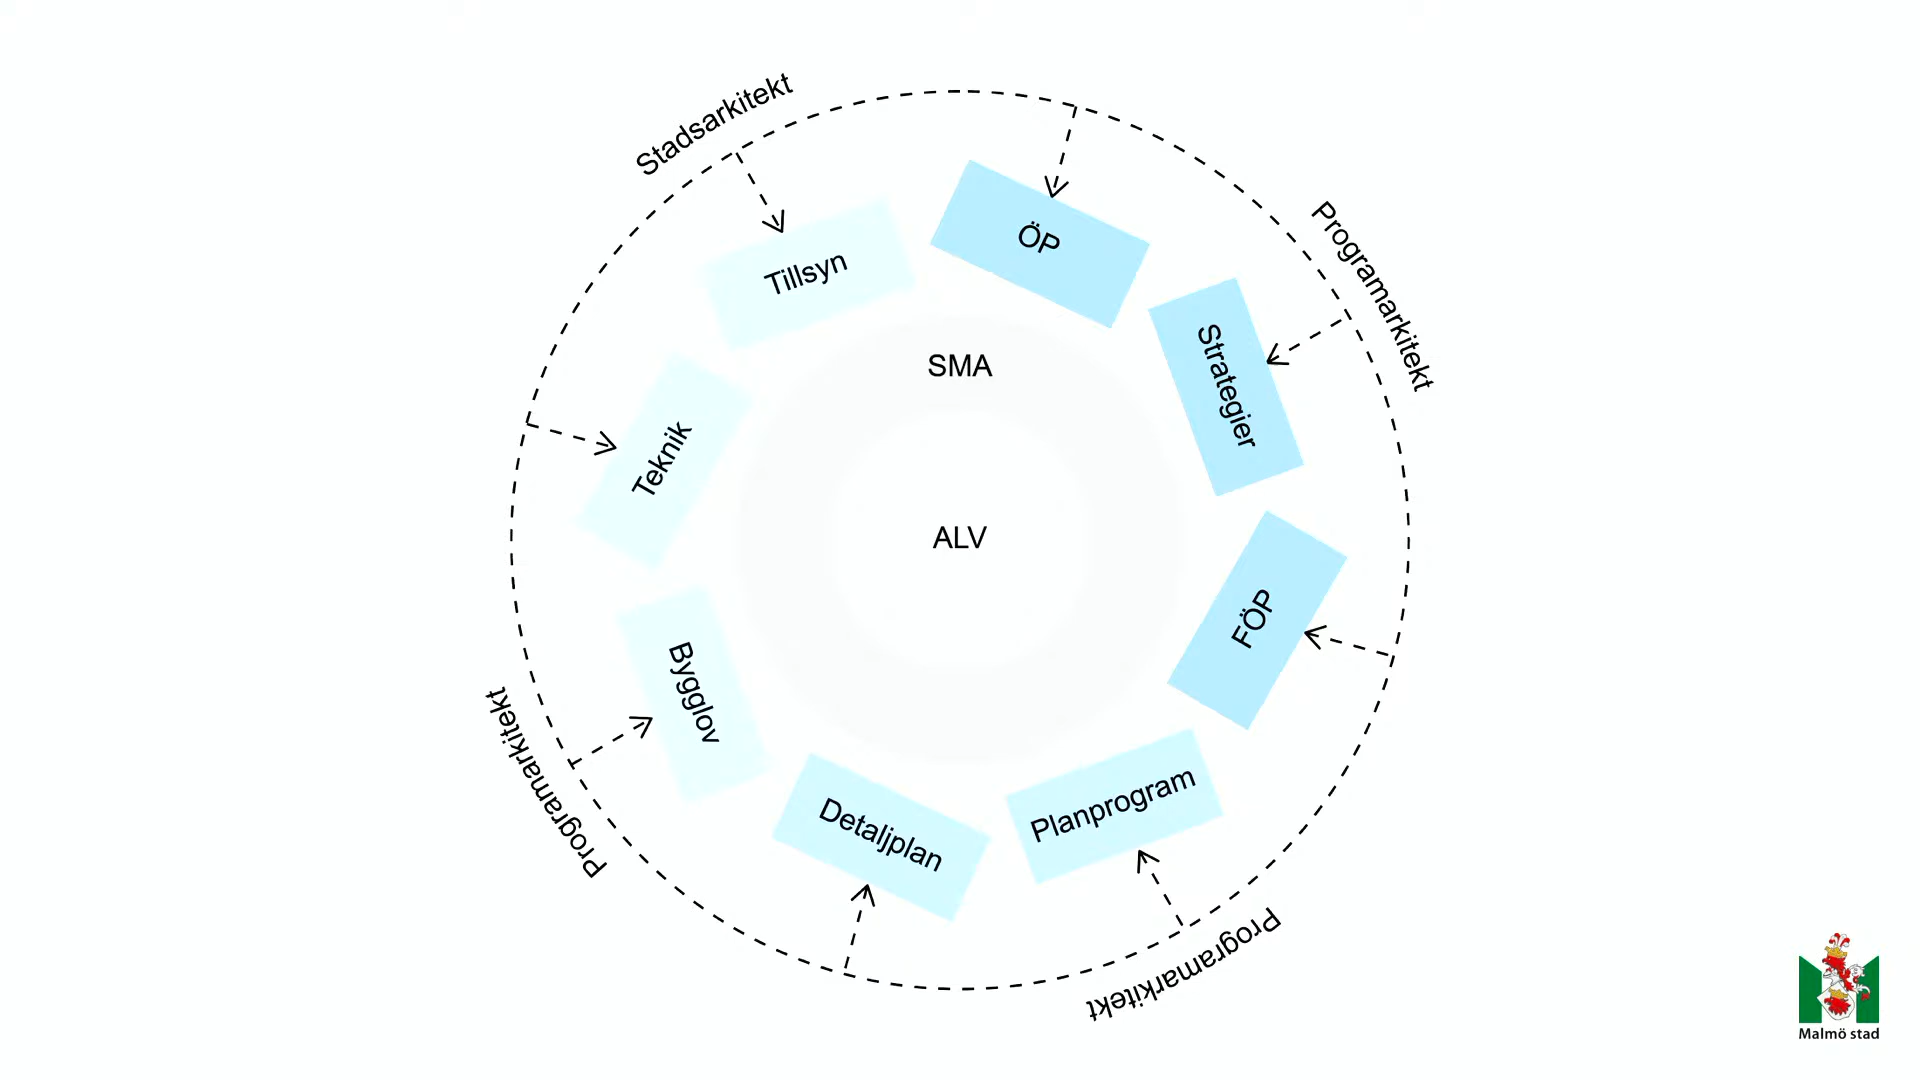 Stadsarkitekt
Programarkitekt
ÖP
Tillsyn
Strategier
SMA
Teknik
ALV
FÖP
Bygglov
Planprogram
Detaljplan
Programarkitekt
Programarkitekt
Malmö stad